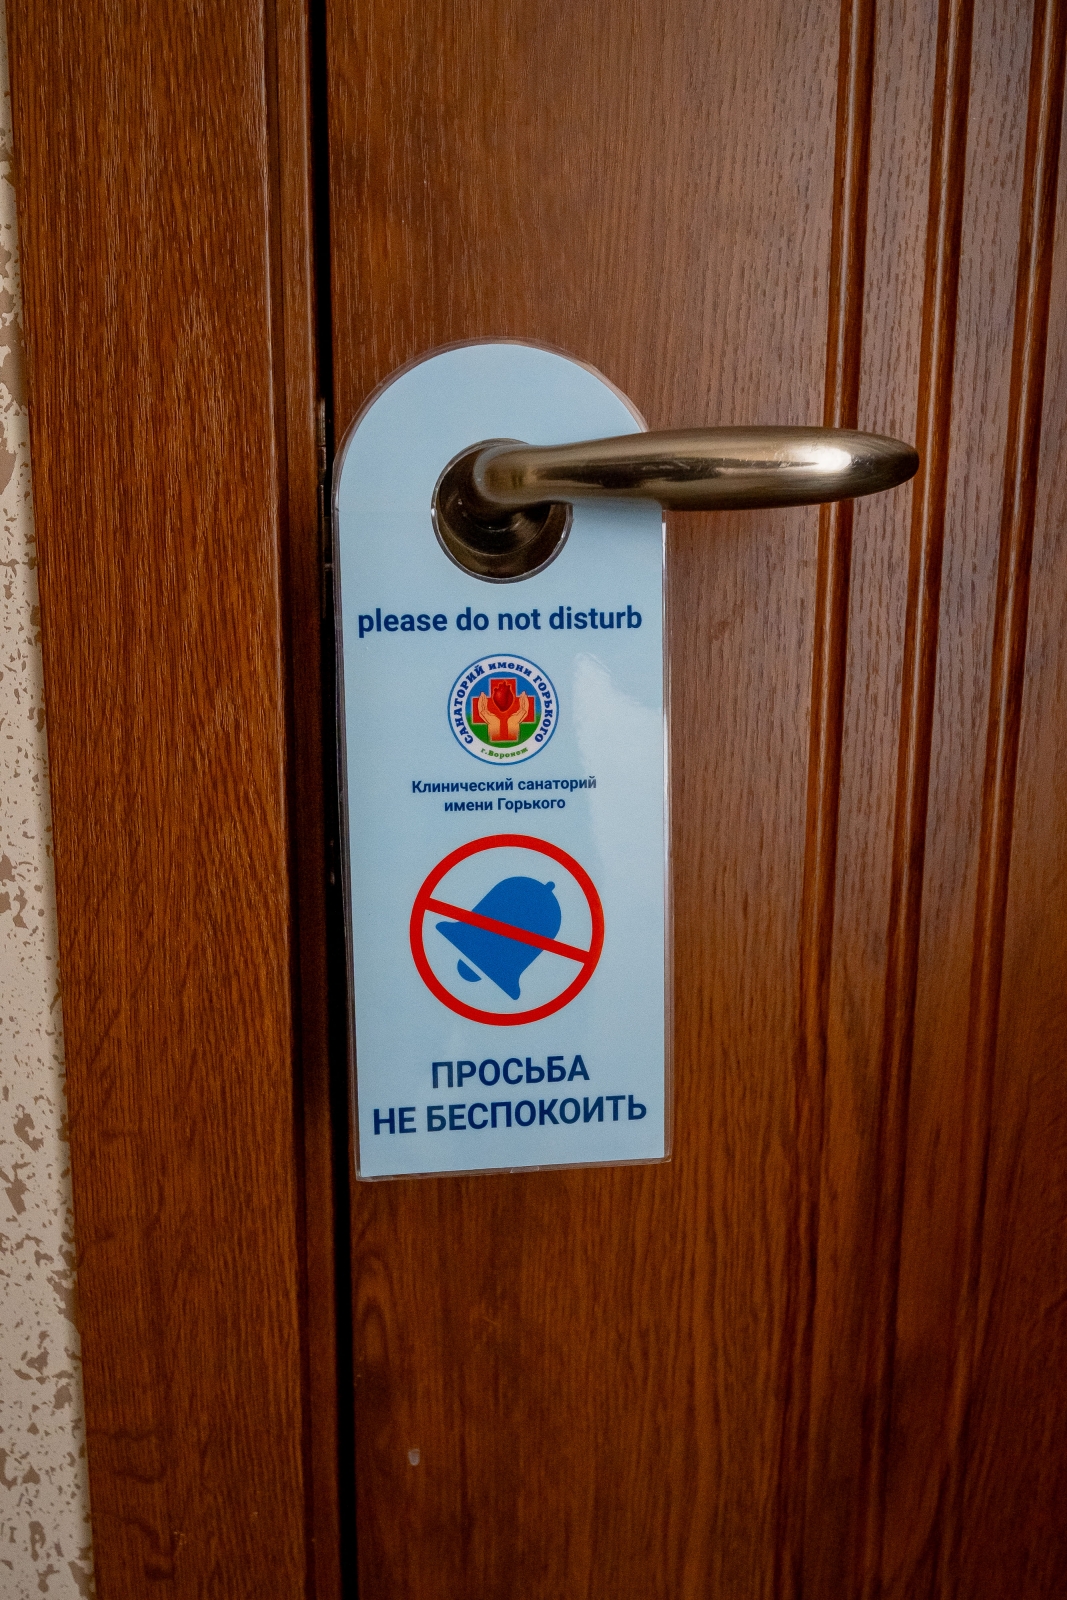 please do not disturb
САНАТОРИЙ имени ГОРЬКОГО
г.Воронеж
Клинический санаторий
имени Горького
ПРОСЬБА
НЕ БЕСПОКОИТЬ